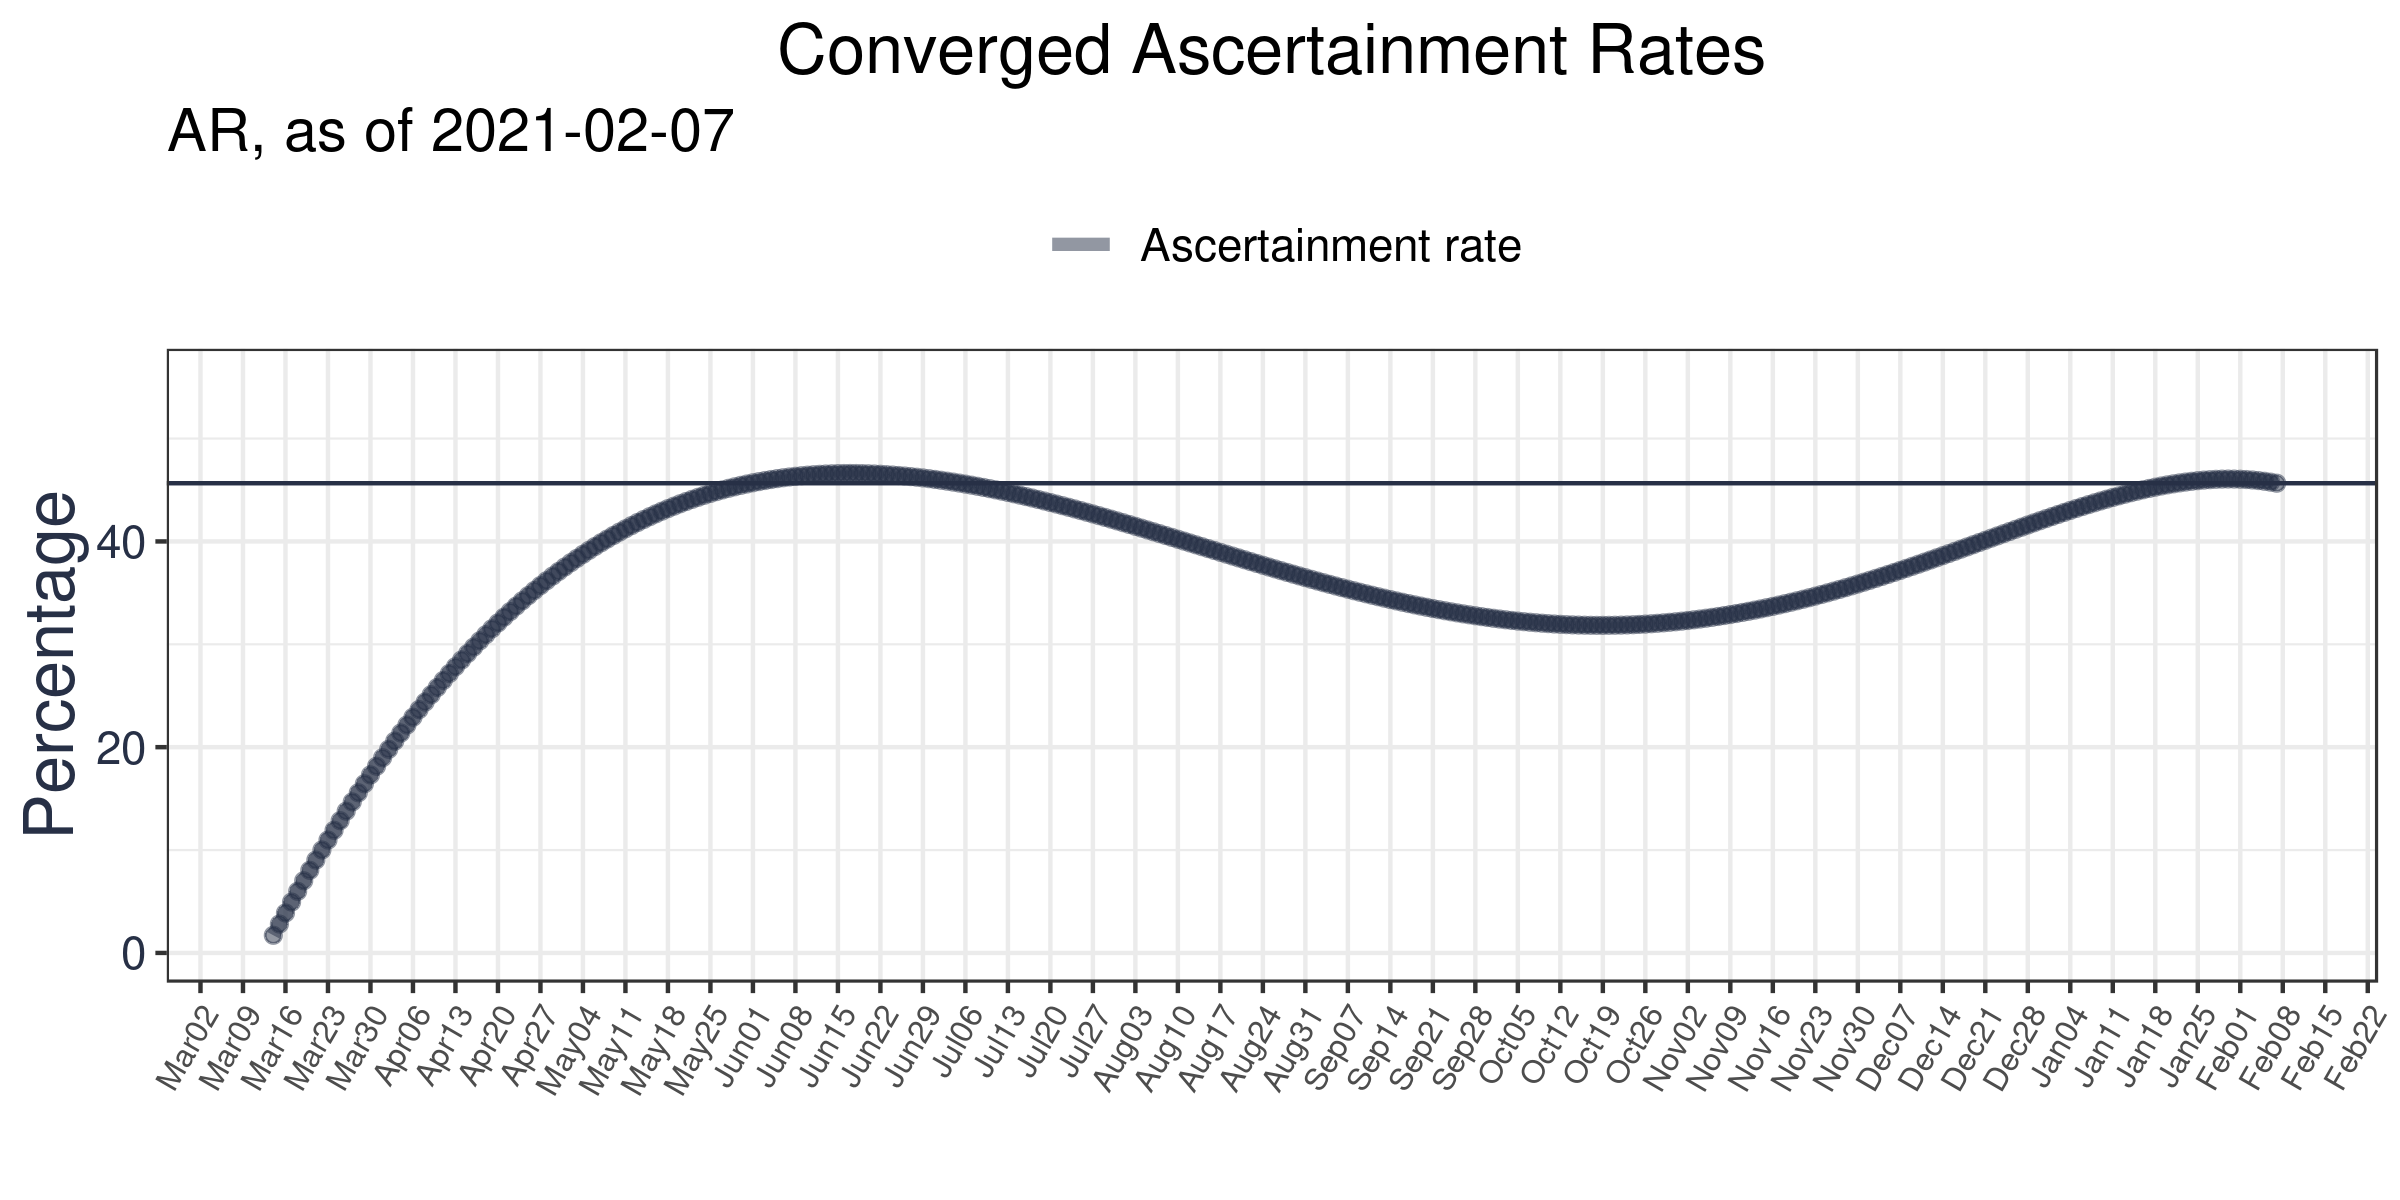 Converged Ascertainment Rates
AR, as of 2021-02-07
Ascertainment rate
Percentage
40
20
0
Mar02 Mar09 Mar16 Mar23 Mar30 Apr06 Apr13 Apr20 Apr27 May04 May11 May18 May25 Jun01 Jun08 Jun15 Jun22 Jun29 Jul06 Jul13 Jul20 Jul27 Aug03 Aug10 Aug17 Aug24 Aug31 Sep07 Sep14 Sep21 Sep28 Oct05 Oct12 Oct19 Oct26 Nov02 Nov09 Nov16 Nov23 Nov30 Dec07 Dec14 Dec21 Dec28 Jan04 Jan11 Jan18 Jan25 Feb01 Feb08 Feb15 Feb22